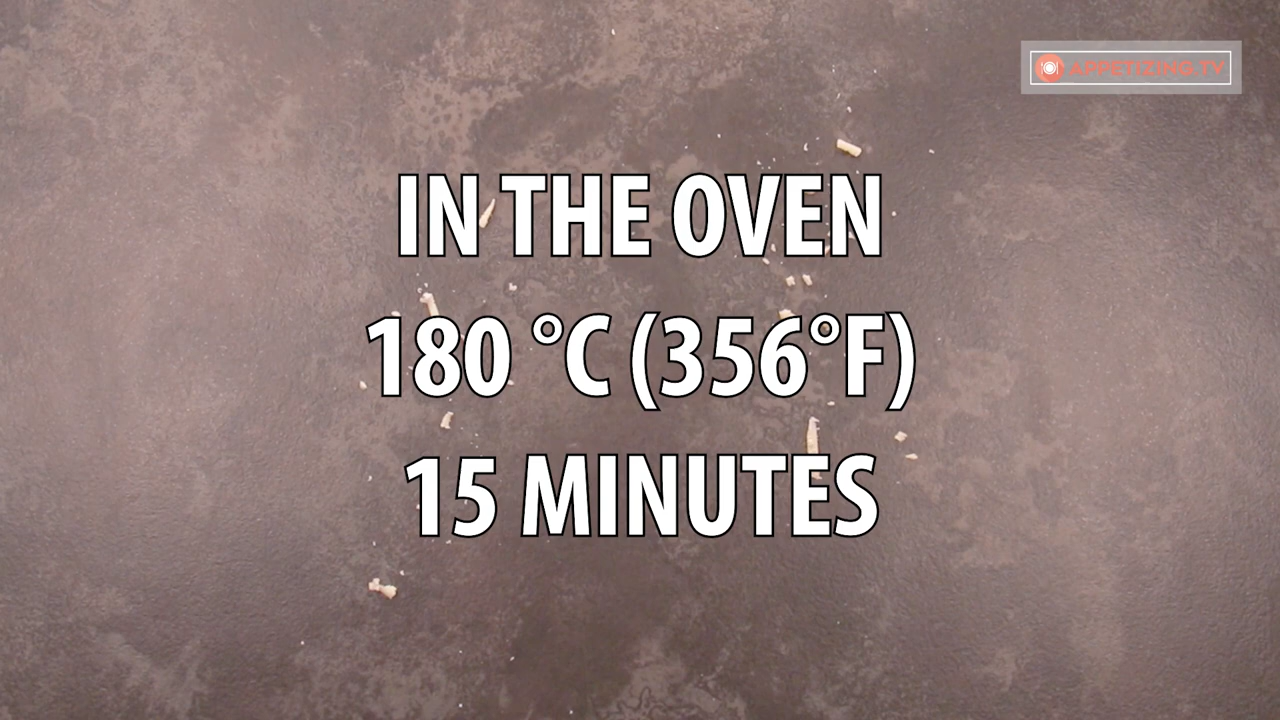 APPETIZING.TV
IN THE OVEN
180 °C (356°F)
15 MINUTES